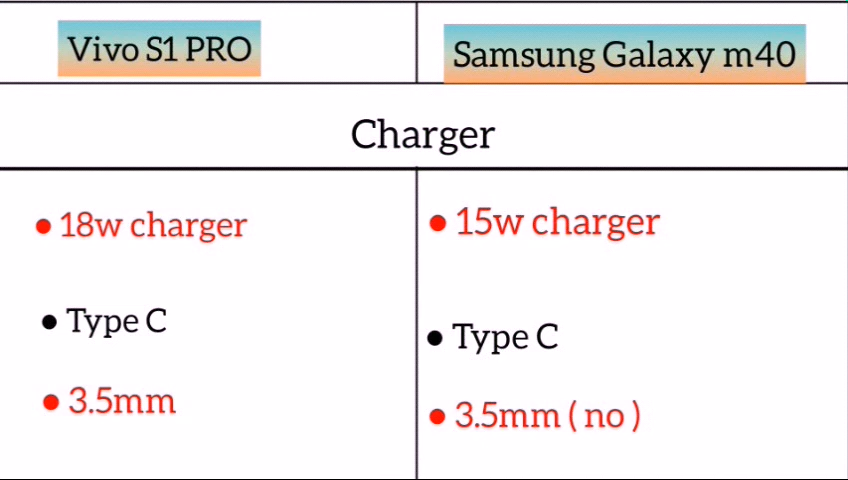 Vivo S1 PRO
Samsung Galaxy m40
Charger
● 18w charger
● Type C
● 3.5mm
● 15w charger
● Type C
● 3.5mm ( no )